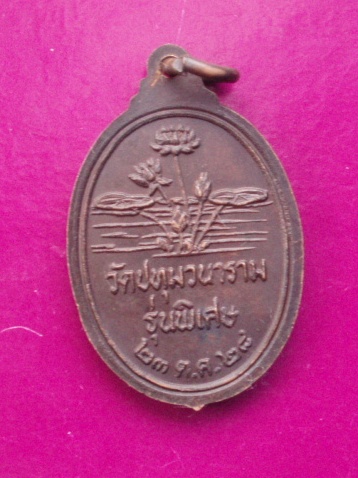 วัดปทุมวนาราม
รุ่นพิเศษ
๒๓ ต.ค.๒๘